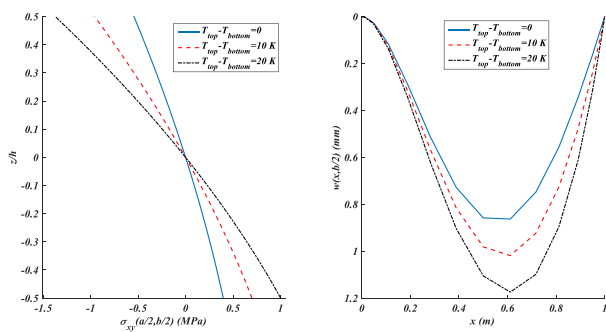 0.5
0.4
0.3
0.2
0.1
0
-0.1
-0.2
-0.3
-0.4
-0.5
z/h
-1.5 -1 -0.5 0 0.5 1
σxy(a/2,b/2) (MPa)
Ttop-Tbottom=0
Ttop-Tbottom=10 K
Ttop-Tbottom=20 K
0
0.2
0.4
0.6
0.8
1
1.2
w(x,b/2) (mm)
0 0.2 0.4 0.6 0.8 1
x (m)
Ttop-Tbottom=0
Ttop-Tbottom=10 K
Ttop-Tbottom=20 K